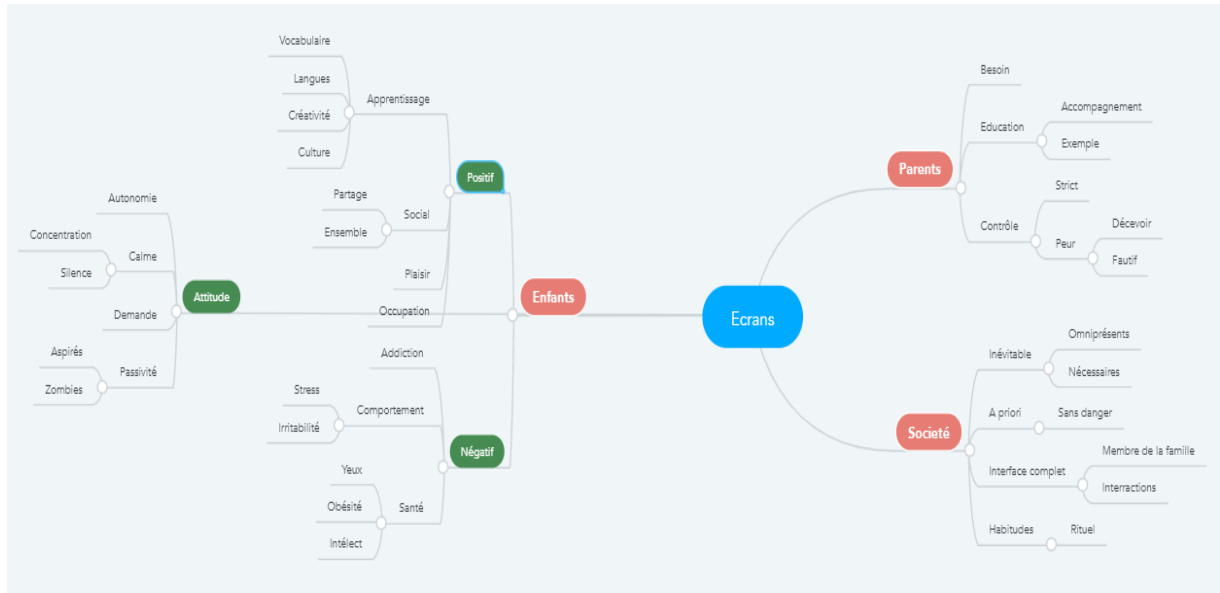 Ecrans
Enfants
Positif
Apprentissage
Vocabulaire
Langues
Créativité
Culture
Social
Partage
Ensemble
Plaisir
Occupation
Attitude
Autonomie
Calme
Concentration
Silence
Demande
Passivité
Aspirés
Zombies
Négatif
Addiction
Comportement
Stress
Irritabilité
Santé
Yeux
Obésité
Intélect
Parents
Besoin
Education
Accompagnement
Exemple
Contrôle
Strict
Peur
Décevoir
Fautif
Societé
Inévitable
Omniprésents
Nécessaires
A priori
Sans danger
Interface complet
Membre de la famille
Interractions
Habitudes
Rituel